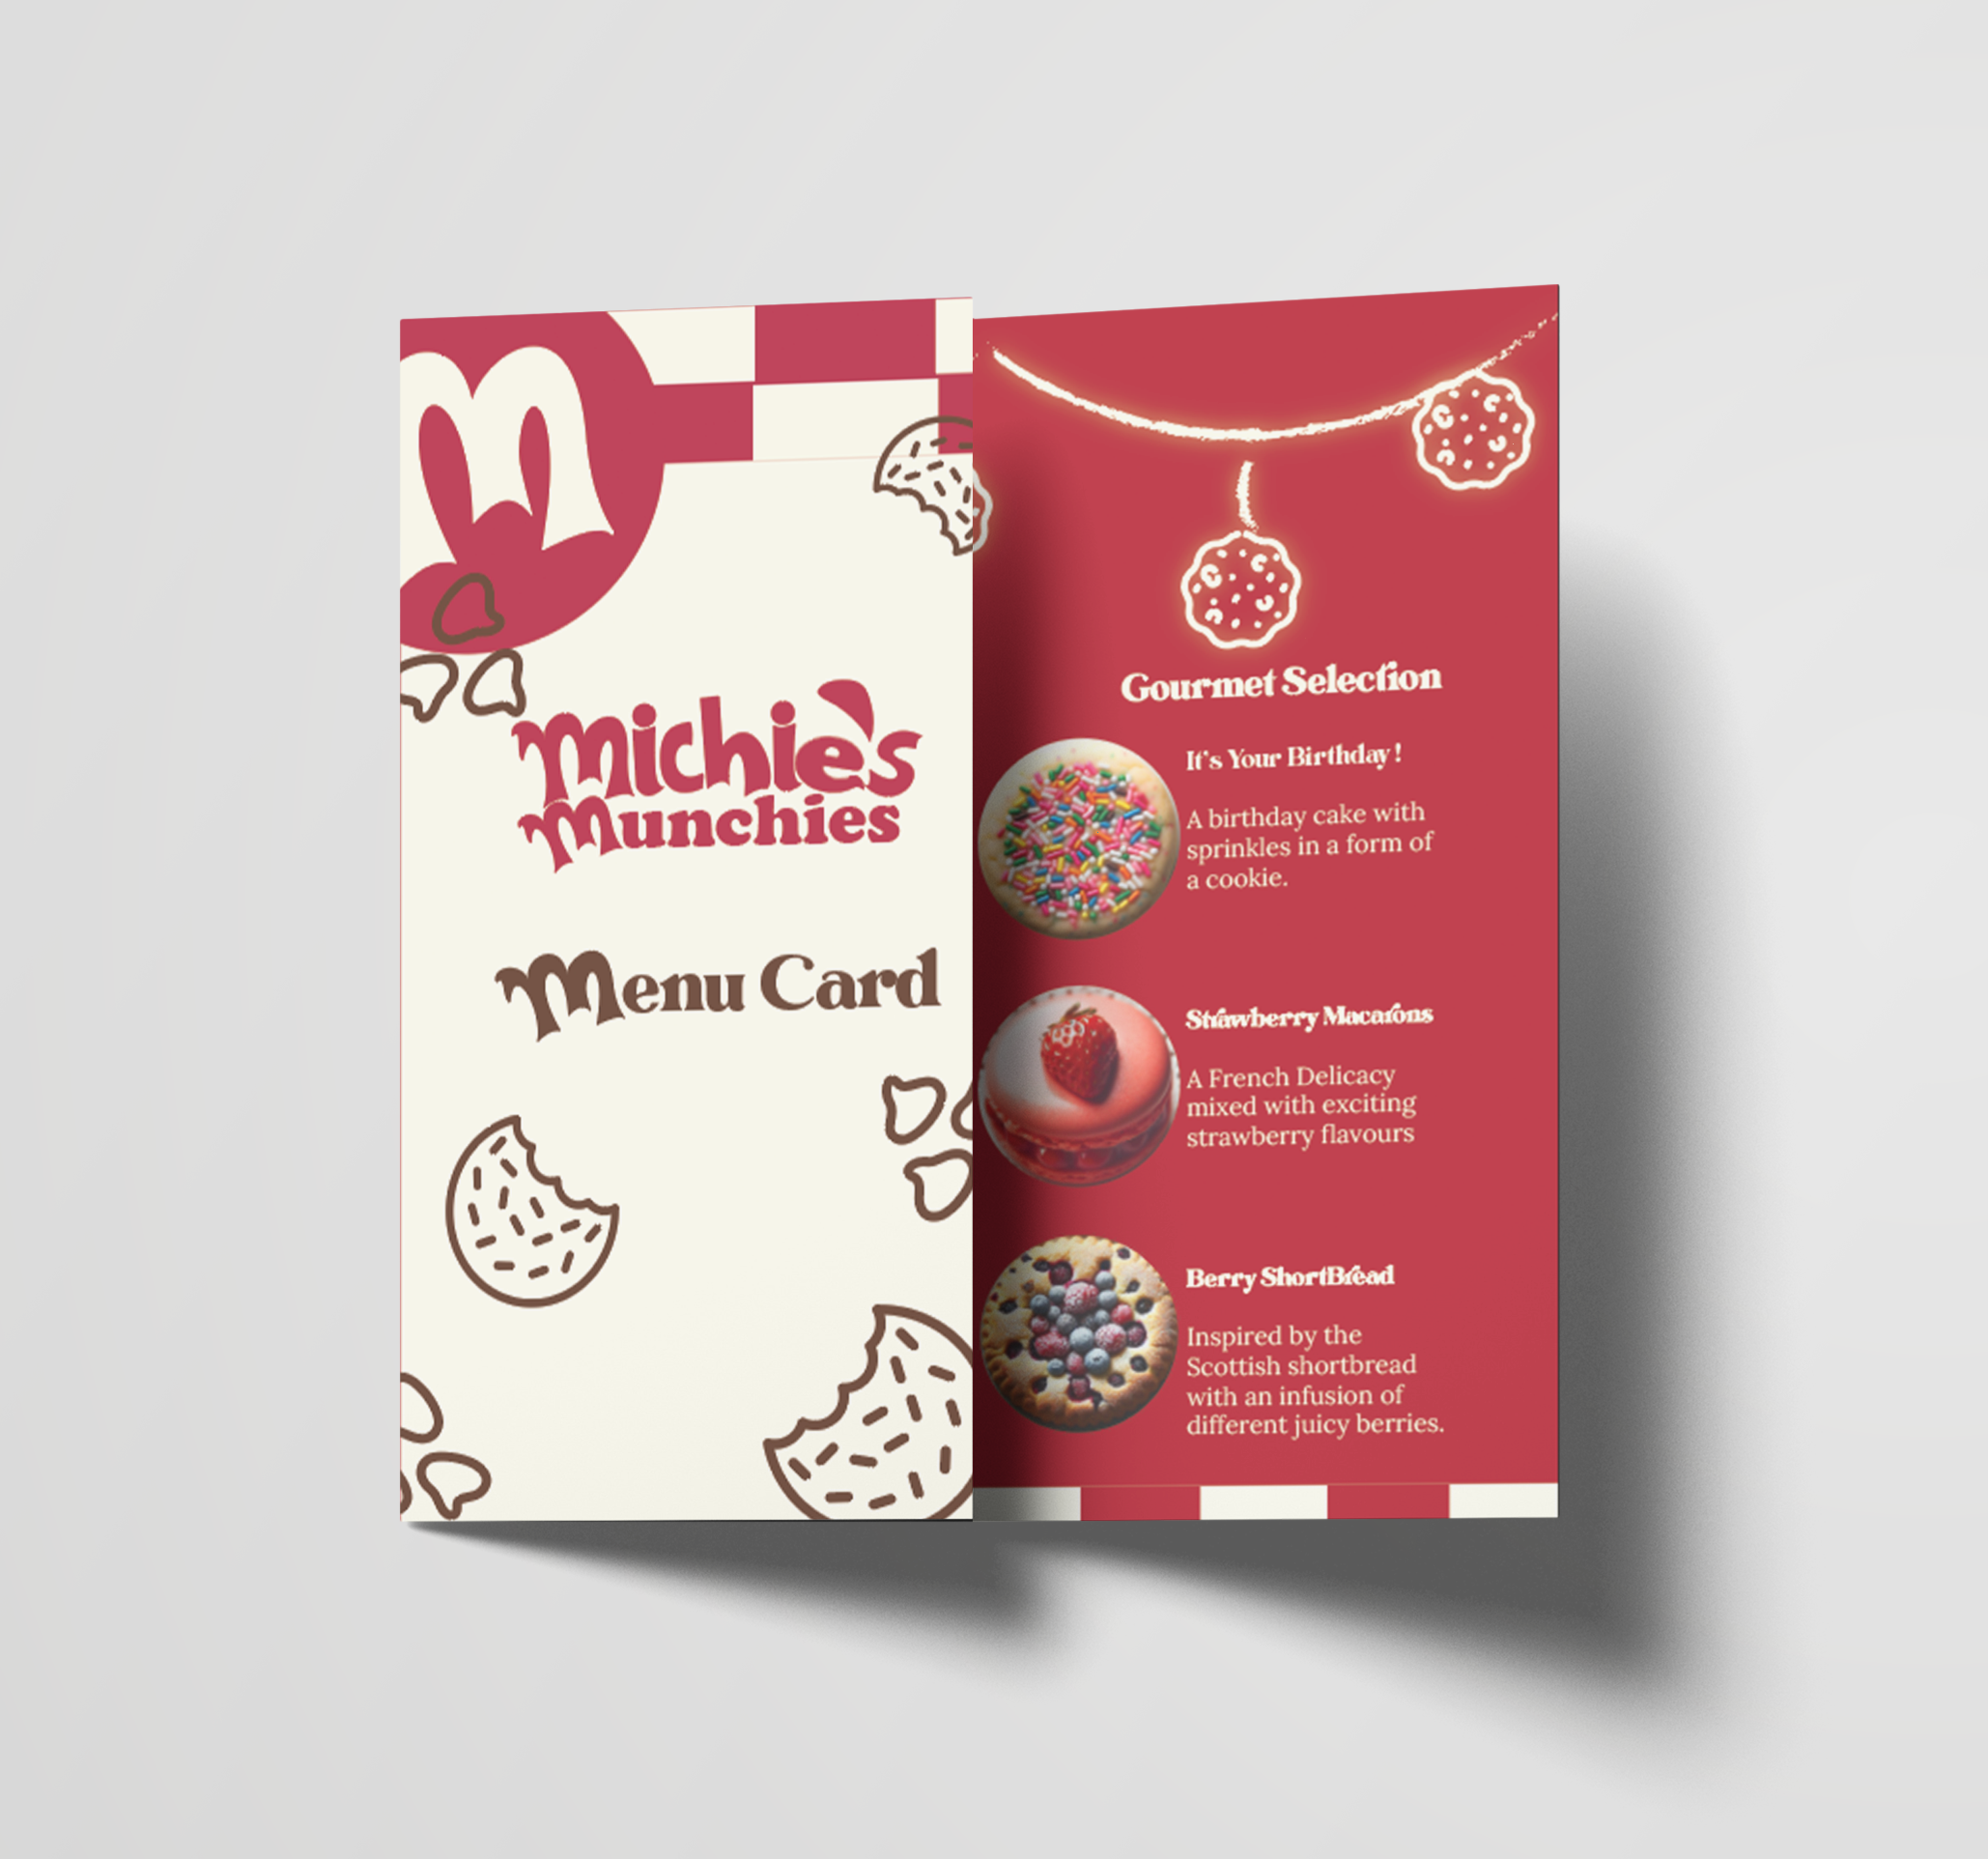 m
Michie's
Munchies
Menu Card
Gourmet Selection
It's Your Birthday!
A birthday cake with
sprinkles in a form of
a cookie.
Strawberry Macarons
A French Delicacy
mixed with exciting
strawberry flavours
Berry ShortBread
Inspired by the
Scottish shortbread
with an infusion of
different juicy berries.